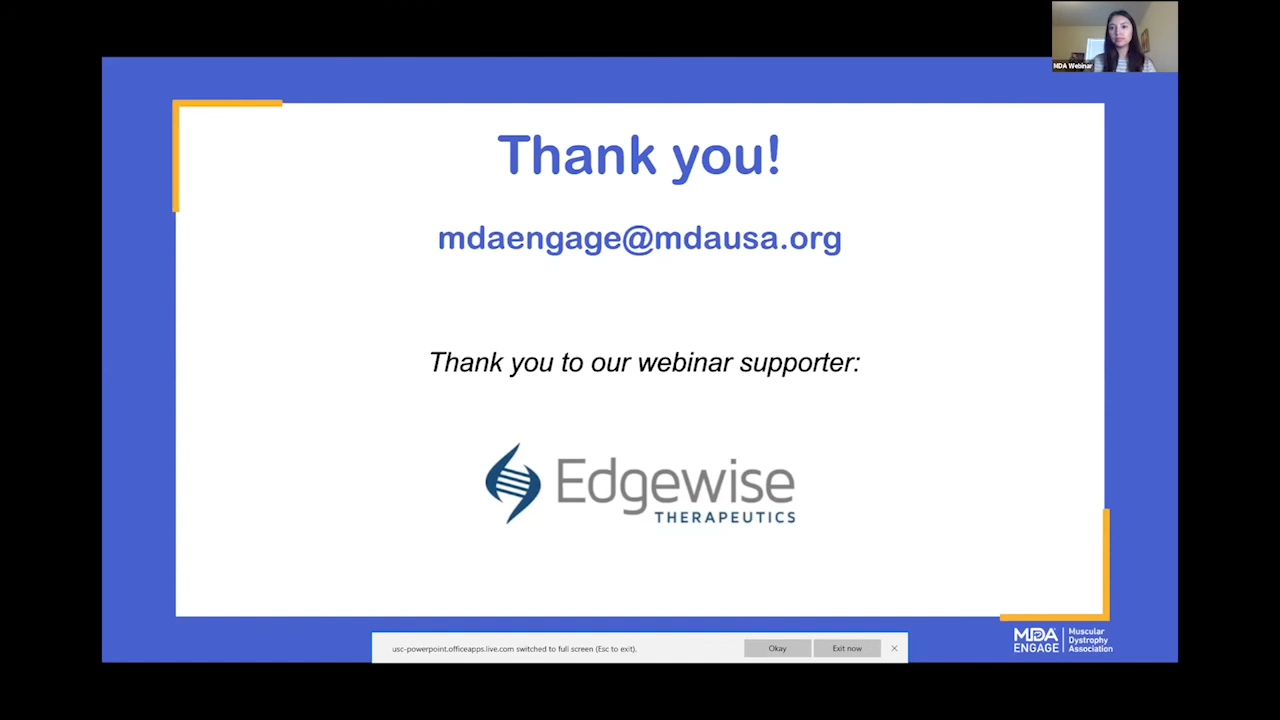 MDA Webinar
Thank you!
mdaengage@mdausa.org
Thank you to our webinar supporter:
Edgewise
THERAPEUTICS
usc-powerpoint.officeapps.live.com switched to full screen (Esc to exit).
Okay
Exit now
MDA
ENGAGE
Muscular
Dystrophy
Association